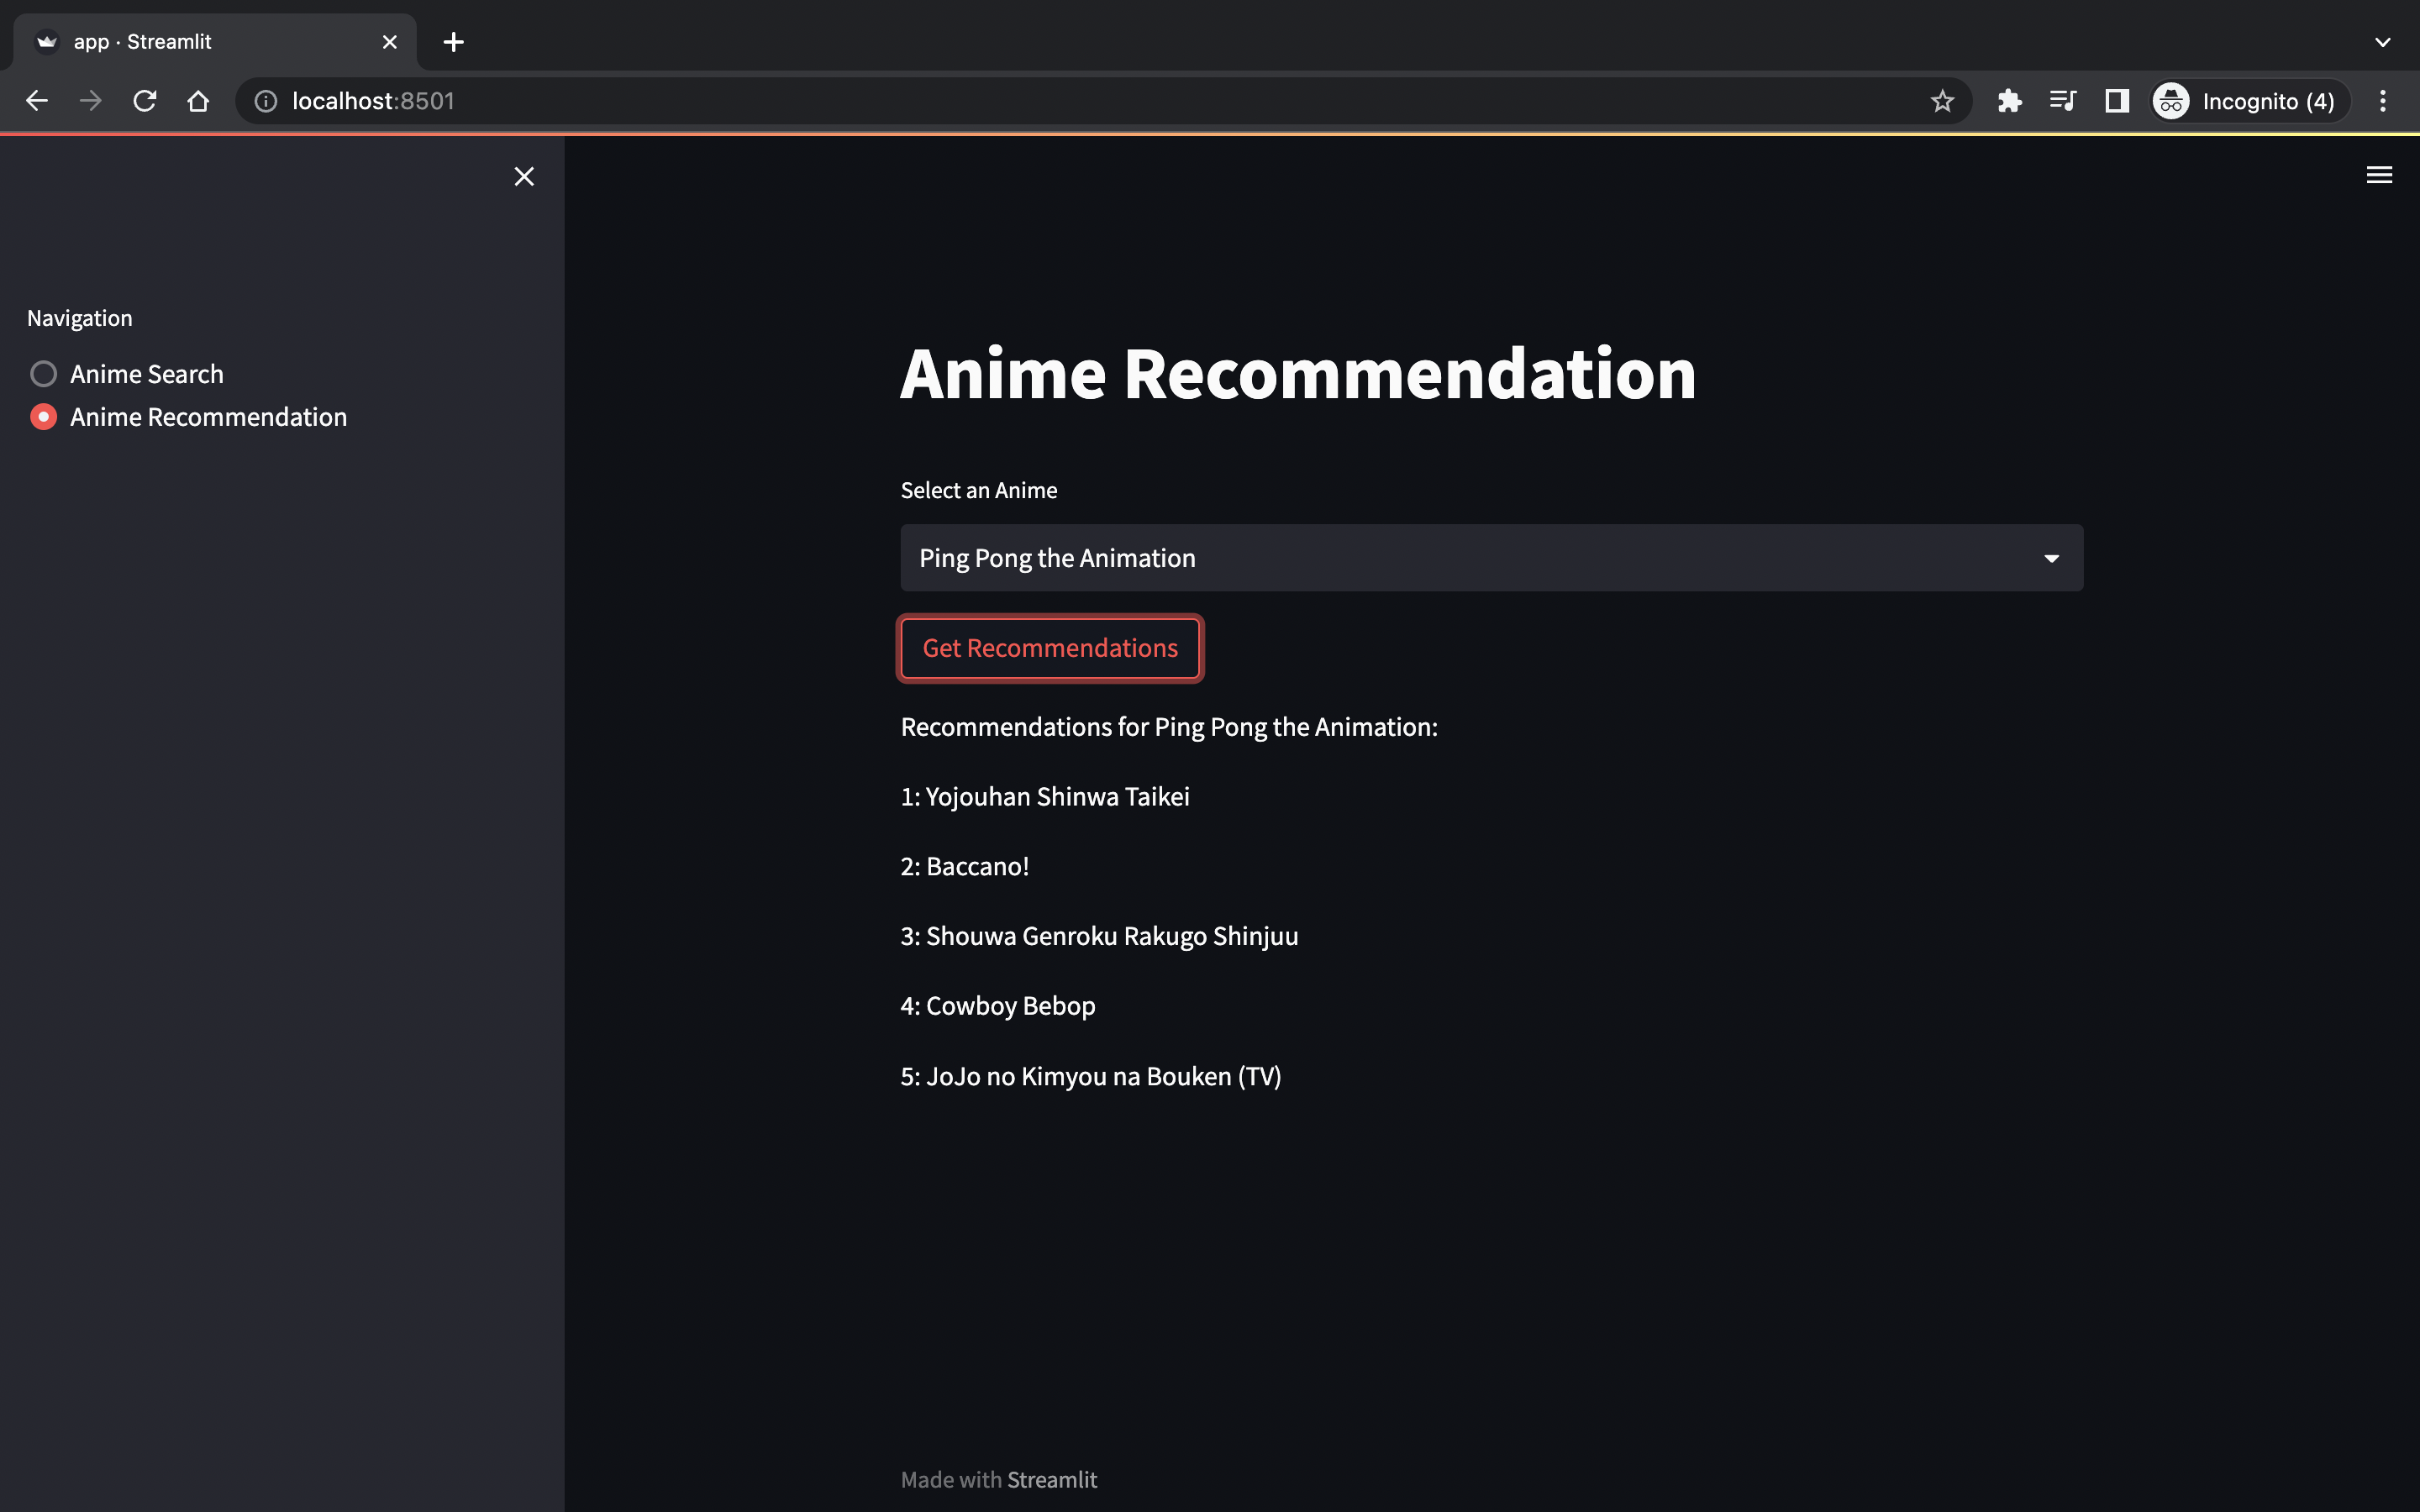 app · Streamlit
localhost:8501
Incognito (4)
Navigation
Anime Search
Anime Recommendation
Anime Recommendation
Select an Anime
Ping Pong the Animation
Get Recommendations
Recommendations for Ping Pong the Animation:
1: Yojouhan Shinwa Taikei
2: Baccano!
3: Shouwa Genroku Rakugo Shinjuu
4: Cowboy Bebop
5: JoJo no Kimyou na Bouken (TV)
Made with Streamlit